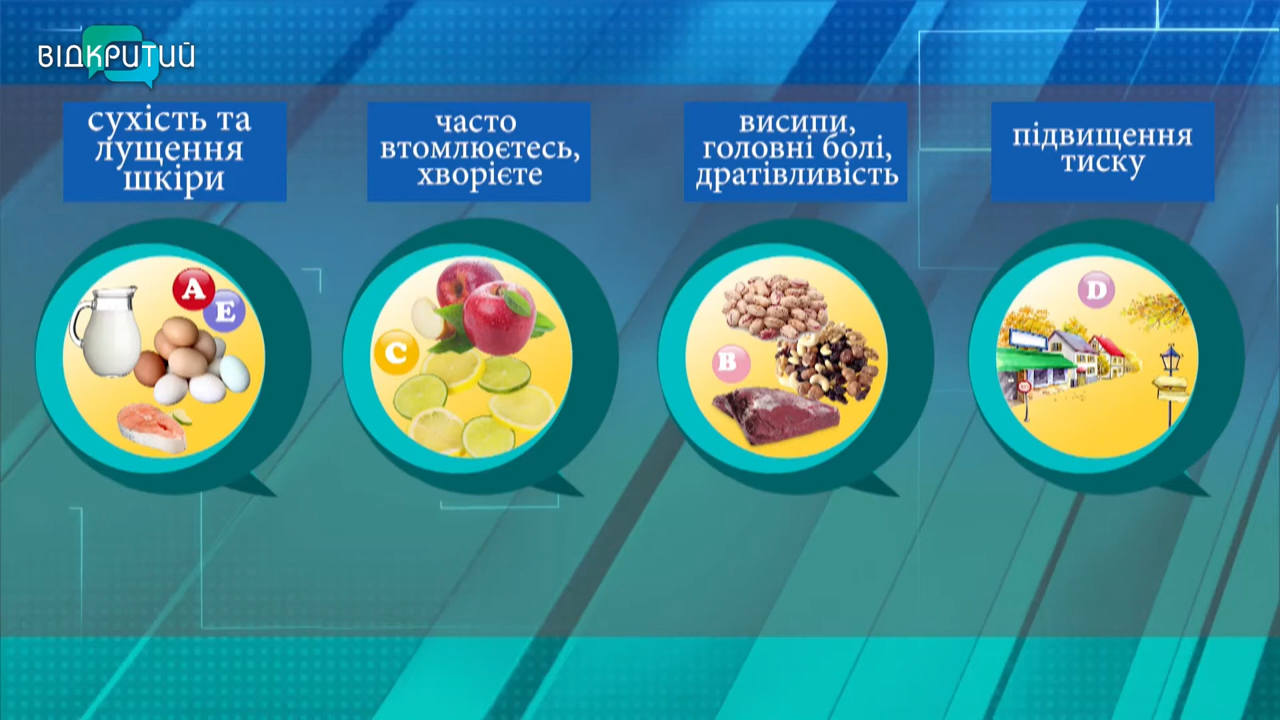 ВІДКРИТИЙ
сухість та
лущення
шкіри
часто
втомлюєтесь,
хворієте
висипи,
головні болі,
дратівливість
підвищення
тиску
A
E
C
B
D